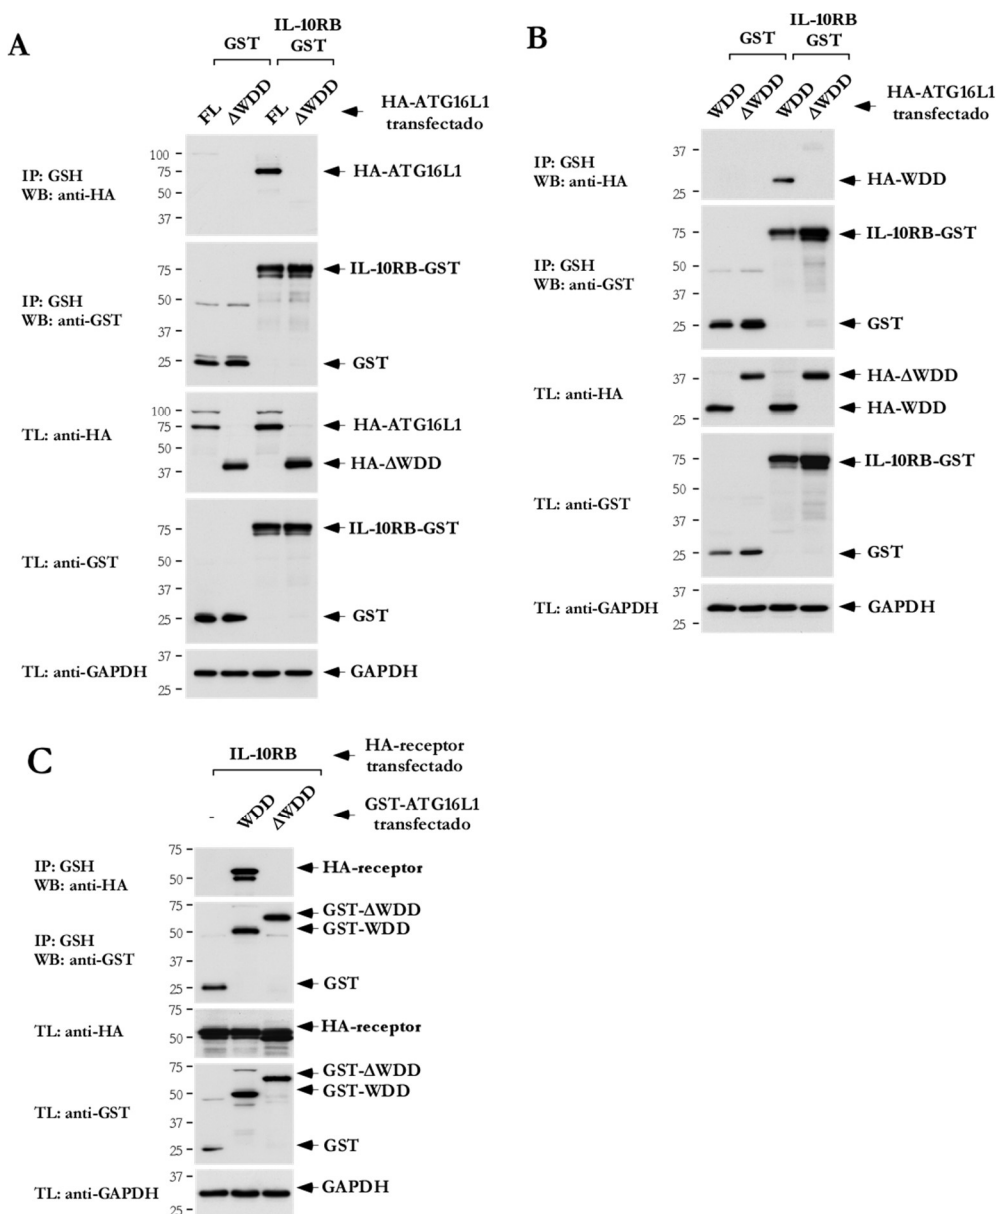 A
GST
IL-10RB
GST
FL
ΔWDD
FL
ΔWDD
HA-ATG16L1
transfectado
IP: GSH
WB: anti-HA
100
75
50
37
HA-ATG16L1
IP: GSH
WB: anti-GST
75
50
37
25
IL-10RB-GST
GST
TL: anti-HA
100
75
50
37
HA-ATG16L1
HA-ΔWDD
TL: anti-GST
75
50
37
25
IL-10RB-GST
GST
TL: anti-GAPDH
37
25
GAPDH
B
GST
IL-10RB
GST
WDD
ΔWDD
WDD
ΔWDD
HA-ATG16L1
transfectado
IP: GSH
WB: anti-HA
37
25
HA-WDD
IP: GSH
WB: anti-GST
75
50
37
25
IL-10RB-GST
GST
TL: anti-HA
37
25
HA-ΔWDD
HA-WDD
TL: anti-GST
75
50
37
25
IL-10RB-GST
GST
TL: anti-GAPDH
37
25
GAPDH
C
IL-10RB
HA-receptor
transfectado
-
WDD
ΔWDD
GST-ATG16L1
transfectado
IP: GSH
WB: anti-HA
75
50
HA-receptor
IP: GSH
WB: anti-GST
75
50
37
25
GST-ΔWDD
GST-WDD
GST
TL: anti-HA
75
50
HA-receptor
TL: anti-GST
75
50
37
25
GST-ΔWDD
GST-WDD
GST
TL: anti-GAPDH
37
25
GAPDH